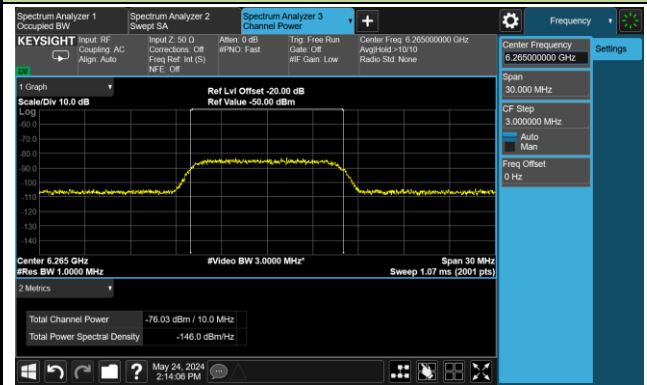 Spectrum Analyzer 1
Occupied BW
Spectrum Analyzer 2
Swept SA
Spectrum Analyzer 3
Channel Power
Frequency
KEYSIGHT
Input: RF
Coupling: AC
Align: Auto
Input Z: 50 Ω
Corrections: Off
Freq Ref: Int (S)
NFE: Off
Atten: 0 dB
#PNO: Fast
Trig: Free Run
Gate: Off
#IF Gain: Low
Center Freq: 6.265000000 GHz
Avg|Hold:>10/10
Radio Std: None
LXI
1 Graph
Scale/Div 10.0 dB
Ref Lvl Offset -20.00 dB
Ref Value -50.00 dBm
Log
-60.0
-70.0
-80.0
-90.0
-100
-110
-120
-130
-140
Center 6.265 GHz
#Res BW 1.0000 MHz
#Video BW 3.0000 MHz*
Span 30 MHz
Sweep 1.07 ms (2001 pts)
2 Metrics
Total Channel Power -76.03 dBm / 10.0 MHz
Total Power Spectral Density -146.0 dBm/Hz
May 24, 2024
2:14:06 PM
Center Frequency
6.265000000 GHz
Settings
Span
30.000 MHz
CF Step
3.000000 MHz
Auto
Man
Freq Offset
0 Hz